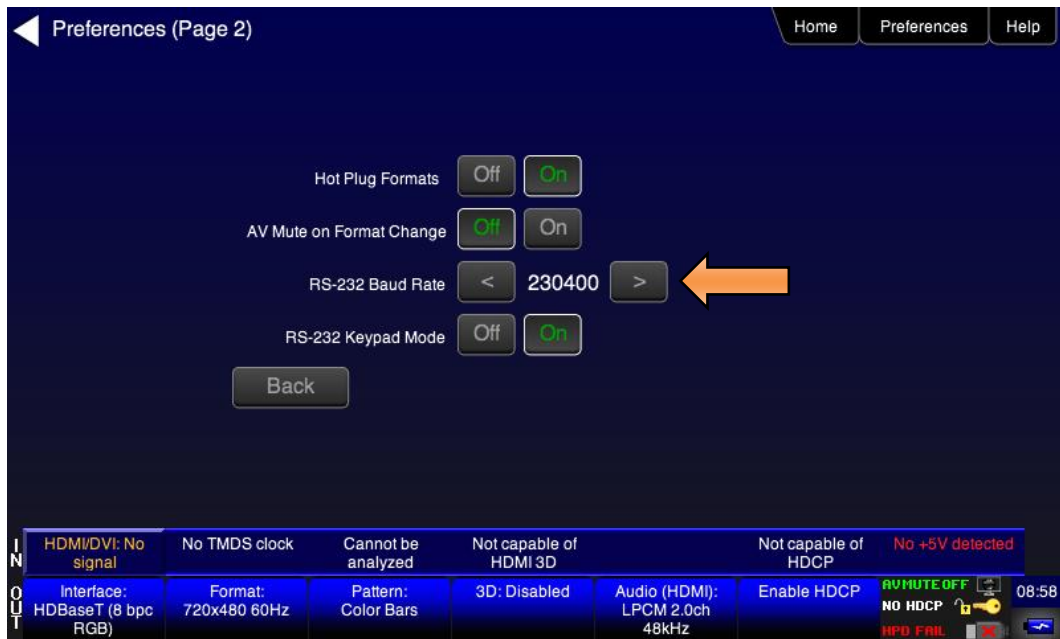 Preferences (Page 2)
Home
Preferences
Help
Hot Plug Formats
Off
On
AV Mute on Format Change
Off
On
RS-232 Baud Rate
<
230400
>
RS-232 Keypad Mode
Off
On
Back
IN
HDMI/DVI: No
signal
No TMDS clock
Cannot be
analyzed
Not capable of
HDMI 3D
Not capable of
HDCP
No +5V detected
OUT
Interface:
HDBaseT (8 bpc
RGB)
Format:
720x480 60Hz
Pattern:
Color Bars
3D: Disabled
Audio (HDMI):
LPCM 2.0ch
48kHz
Enable HDCP
AVMUTEOFF
NO HDCP
HPD FAIL
08:58